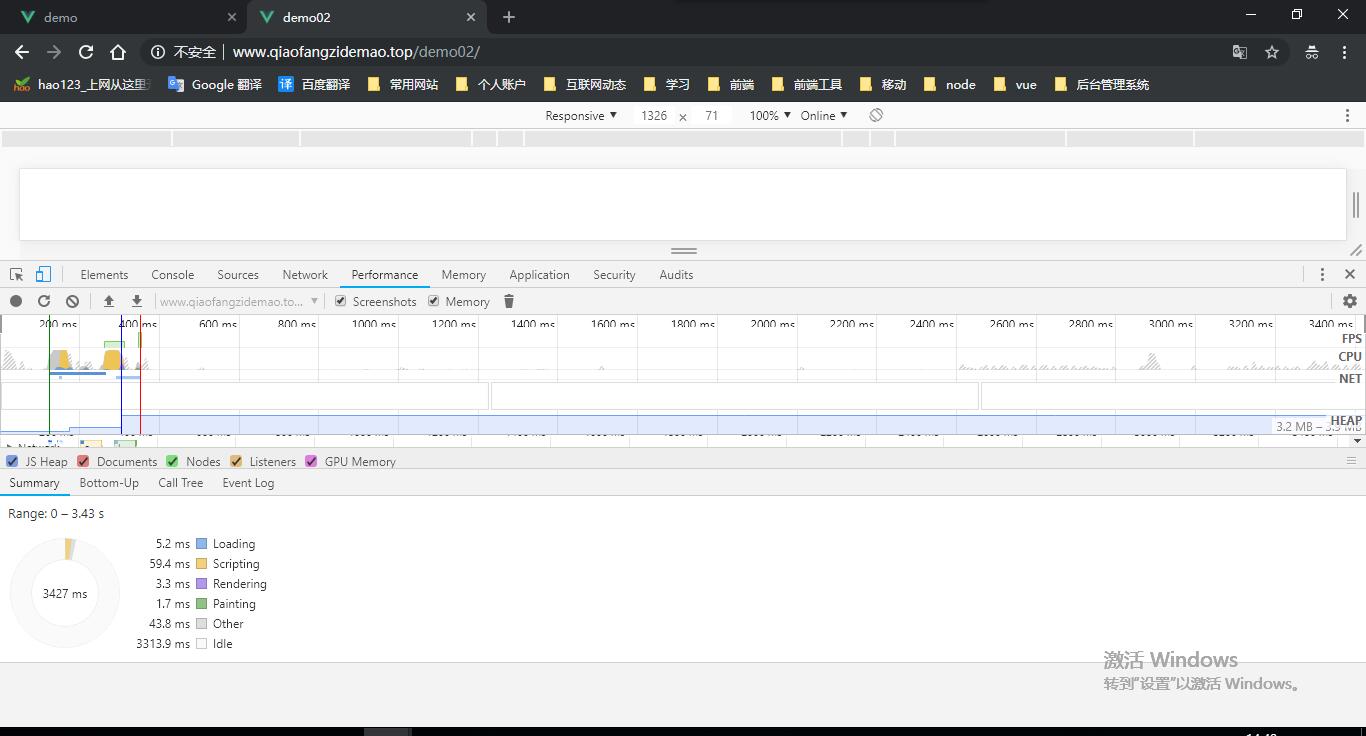 demo demo02
不安全 www.qiaofangzidemao.top/demo02/
hao123_上网从这里 Google 翻译 百度翻译 常用网站 个人账户 互联网动态 学习 前端 前端工具 移动 node vue 后台管理系统
Responsive ▼ 1326 × 71 100% ▼ Online ▼
Elements Console Sources Network Performance Memory Application Security Audits
www.qiaofangzidemao.to... ▼ Screenshots Memory
200 ms 400 ms 600 ms 800 ms 1000 ms 1200 ms 1400 ms 1600 ms 1800 ms 2000 ms 2200 ms 2400 ms 2600 ms 2800 ms 3000 ms 3200 ms 3400 ms
FPS
CPU
NET
HEAP
3.2 MB –
JS Heap Documents Nodes Listeners GPU Memory
Summary Bottom-Up Call Tree Event Log
Range: 0 – 3.43 s
5.2 ms Loading
59.4 ms Scripting
3427 ms
3.3 ms Rendering
1.7 ms Painting
43.8 ms Other
3313.9 ms Idle
激活 Windows
转到"设置"以激活 Windows。